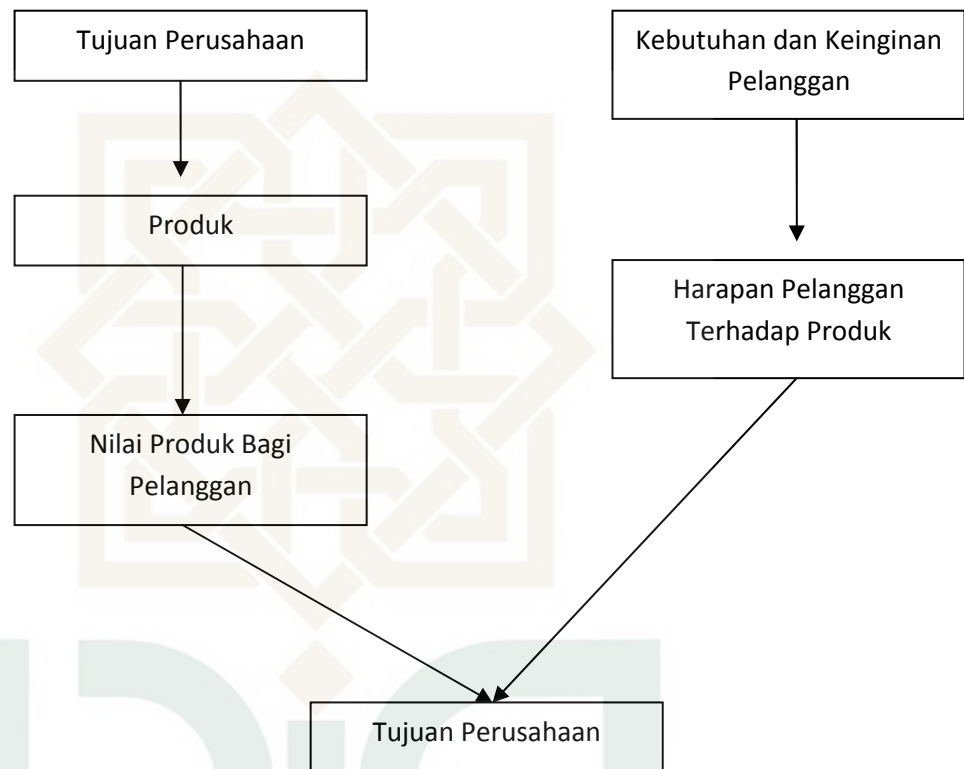 Tujuan Perusahaan
Kebutuhan dan Keinginan
Pelanggan
Produk
Harapan Pelanggan
Terhadap Produk
Nilai Produk Bagi
Pelanggan
Tujuan Perusahaan